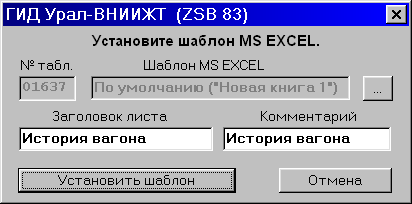 ГИД Урал-ВНИИЖТ (ZSB 83)
Установите шаблон MS EXCEL.
№ табл. Шаблон MS EXCEL
01637 По умолчанию ("Новая книга 1") ...
Заголовок листа Комментарий
История вагона История вагона
Установить шаблон Отмена